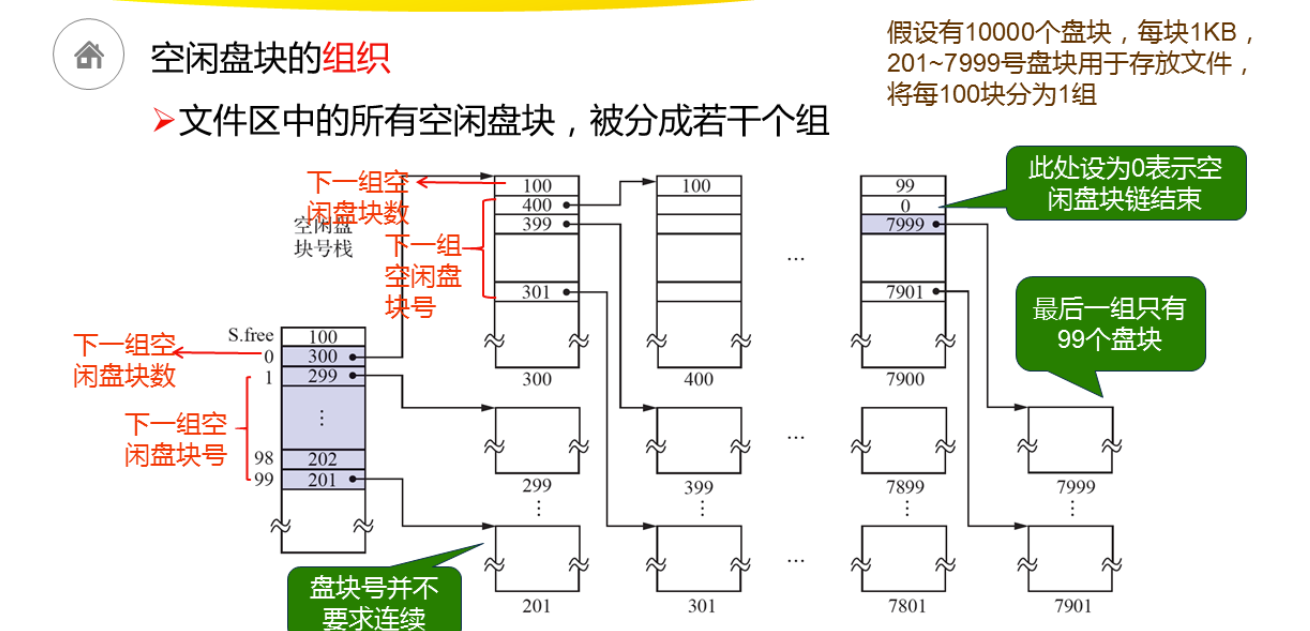 空闲盘块的组织
假设有10000个盘块，每块1KB，
201~7999号盘块用于存放文件，
将每100块分为1组
➢文件区中的所有空闲盘块，被分成若干个组
此处设为0表示空
闲盘块链结束
下一组空
闲盘块数
空闲盘
块号栈
下一组
空闲盘
块号
100
400
399
301
300
100
400
...
99
0
7999
7901
7900
最后一组只有
99个盘块
下一组空
闲盘块数
下一组空
闲盘块号
S.free
0
1
98
99
100
300
299
⋮
202
201
299
⋮
399
⋮
...
7899
⋮
7999
⋮
201
301
...
7801
7901
盘块号并不
要求连续